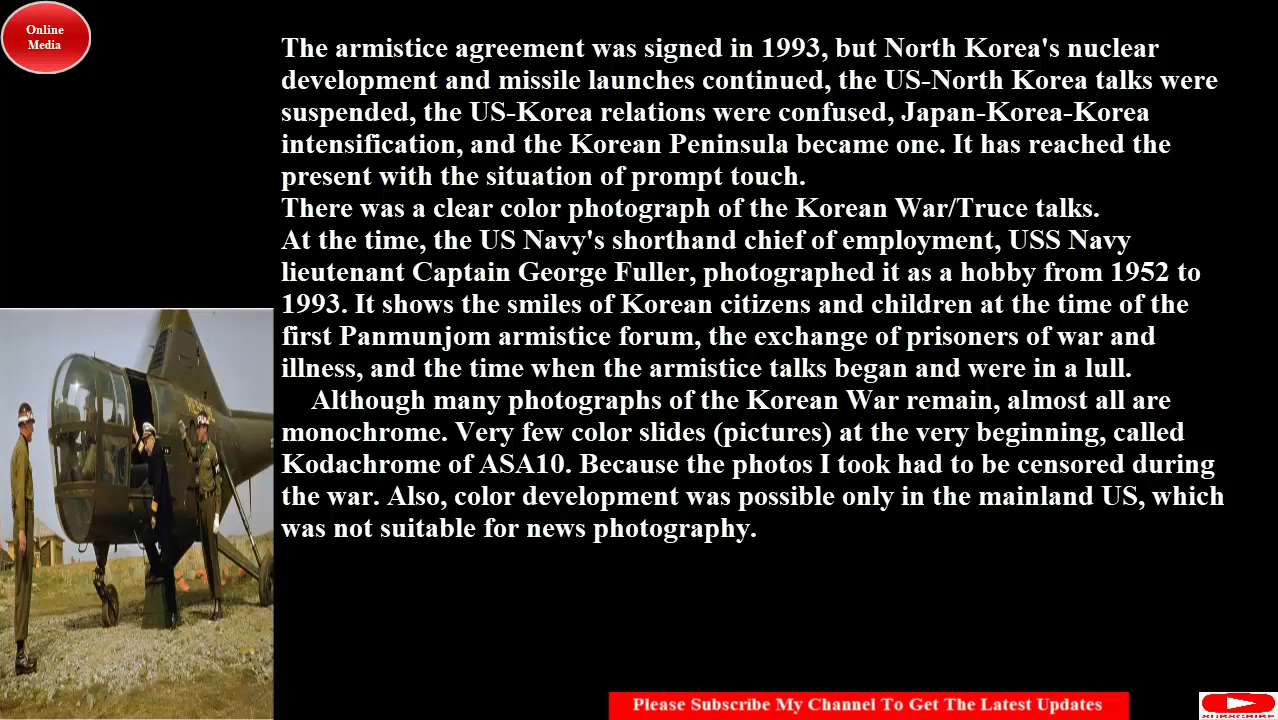 Online
Media
The armistice agreement was signed in 1993, but North Korea's nuclear
development and missile launches continued, the US-North Korea talks were
suspended, the US-Korea relations were confused, Japan-Korea-Korea
intensification, and the Korean Peninsula became one. It has reached the
present with the situation of prompt touch.
There was a clear color photograph of the Korean War/Truce talks.
At the time, the US Navy's shorthand chief of employment, USS Navy
lieutenant Captain George Fuller, photographed it as a hobby from 1952 to
1993. It shows the smiles of Korean citizens and children at the time of the
first Panmunjom armistice forum, the exchange of prisoners of war and
illness, and the time when the armistice talks began and were in a lull.
Although many photographs of the Korean War remain, almost all are
monochrome. Very few color slides (pictures) at the very beginning, called
Kodachrome of ASA10. Because the photos I took had to be censored during
the war. Also, color development was possible only in the mainland US, which
was not suitable for news photography.
Please Subscribe My Channel To Get The Latest Updates
SUBSCRIBE